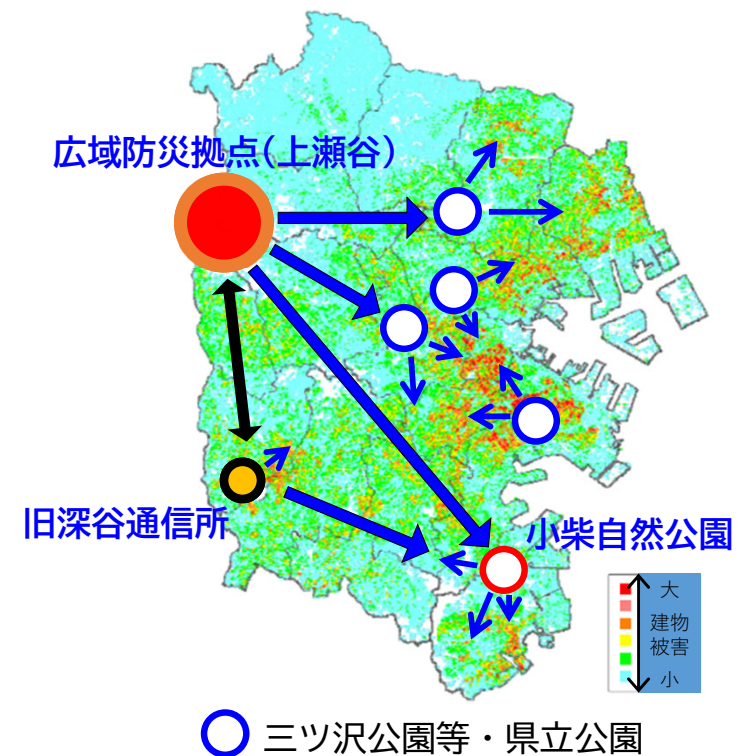 広域防災拠点（上瀬谷）
旧深谷通信所
小柴自然公園
大
建物
被害
小
三ツ沢公園等・県立公園